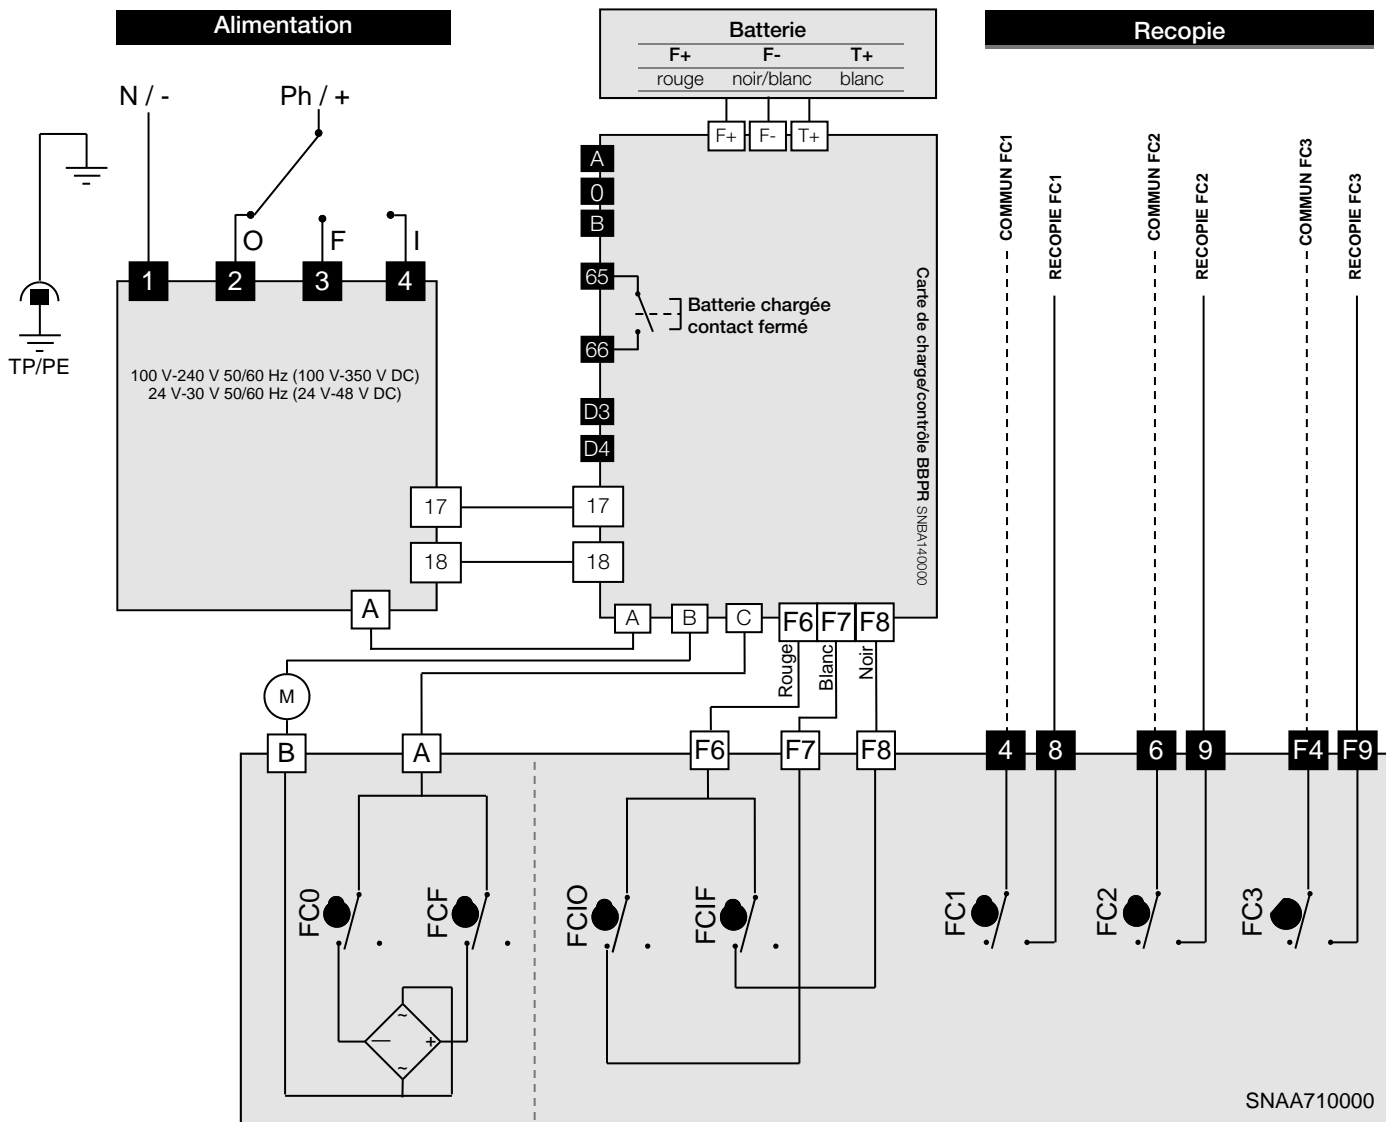 Alimentation
Batterie
F+ F- T+
rouge noir/blanc blanc
Recopie
N / -
Ph / +
F+ F- T+
A
0
B
65
66
Batterie chargée
contact fermé
D3
D4
17
18
Carte de charge/contrôle BBPR SNBA140000
O F I
1 2 3 4
TP/PE
100 V-240 V 50/60 Hz (100 V-350 V DC)
24 V-30 V 50/60 Hz (24 V-48 V DC)
17
18
A
A B C F6 F7 F8
Rouge
Blanc
Noir
COMMUN FC1
RECOPIE FC1
COMMUN FC2
RECOPIE FC2
COMMUN FC3
RECOPIE FC3
M
B A F6 F7 F8 4 8 6 9 F4 F9
FC0
FCF
FCIO
FCIF
FC1
FC2
FC3
~
— +
~
SNAA710000